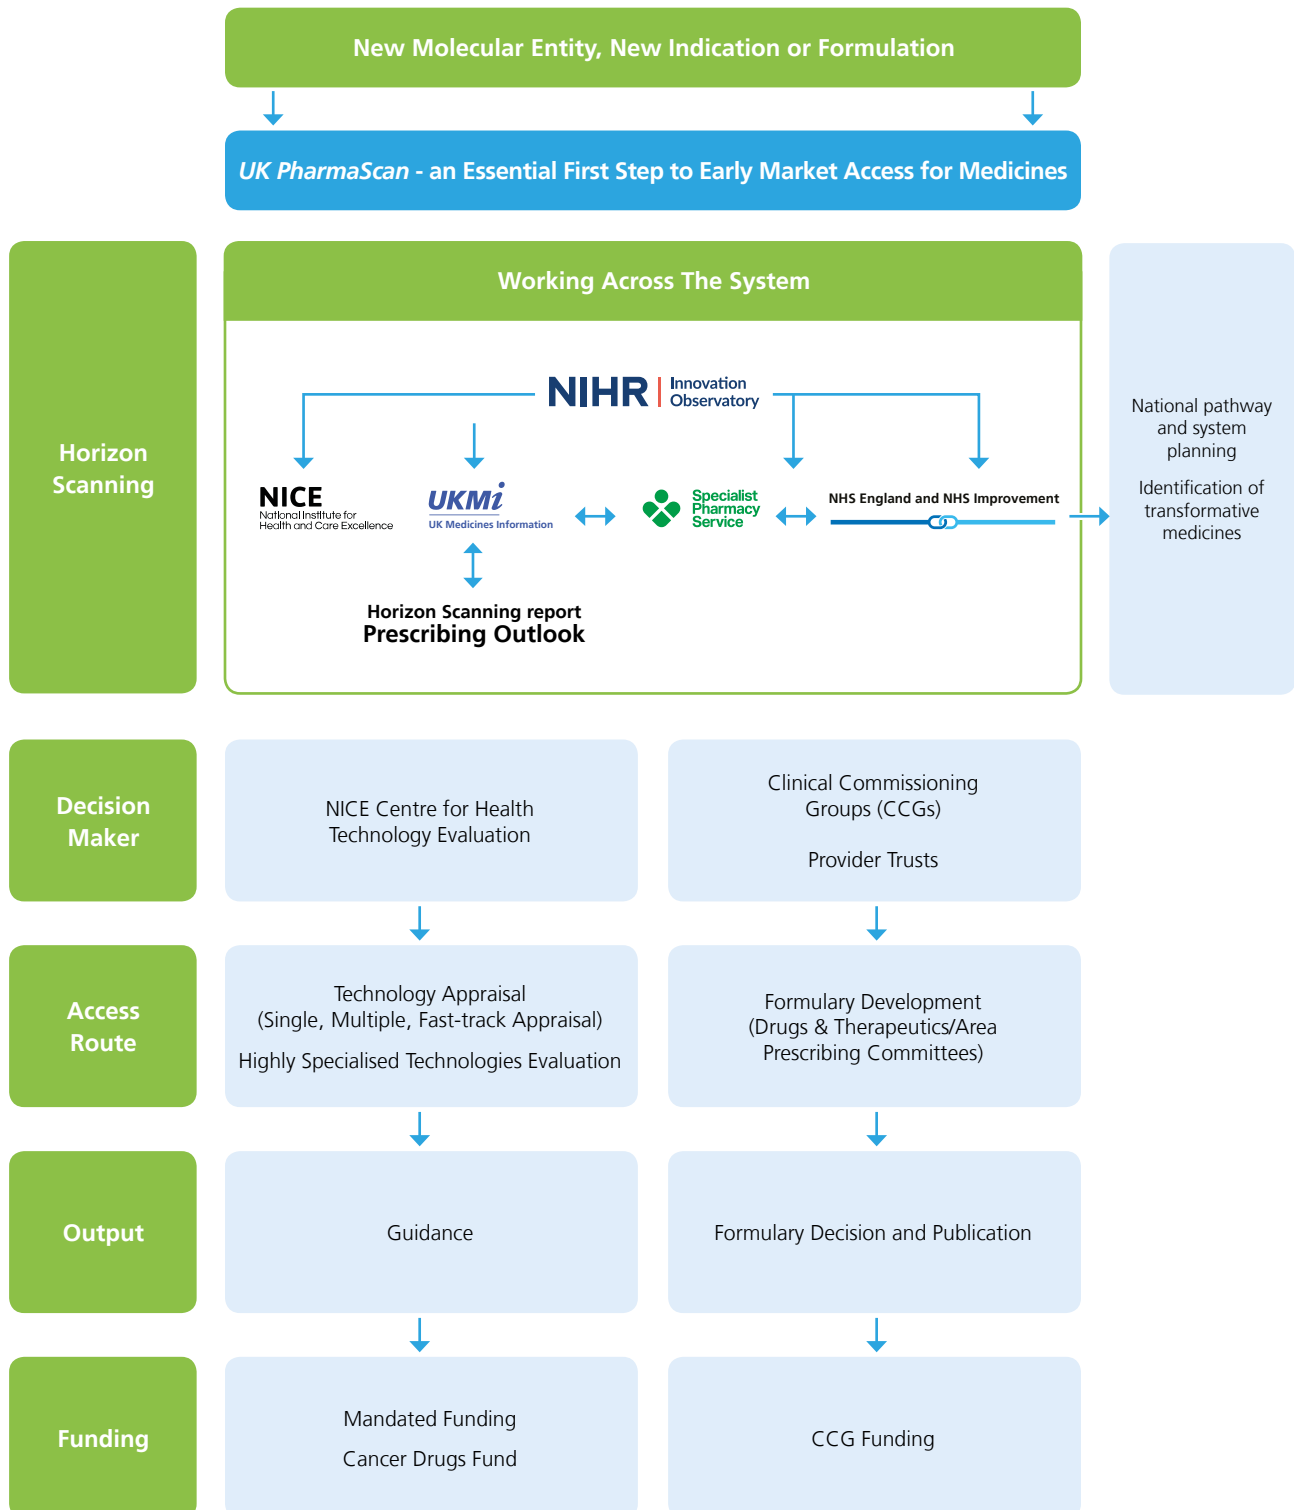 New Molecular Entity, New Indication or Formulation
UK PharmaScan - an Essential First Step to Early Market Access for Medicines
Horizon
Scanning
Working Across The System
NIHR | Innovation
Observatory
NICE
National Institute for
Health and Care Excellence
UKMi
UK Medicines Information
Specialist
Pharmacy
Service
NHS England and NHS Improvement
Horizon Scanning report
Prescribing Outlook
National pathway
and system
planning
Identification of
transformative
medicines
Decision
Maker
NICE Centre for Health
Technology Evaluation
Clinical Commissioning
Groups (CCGs)
Provider Trusts
Access
Route
Technology Appraisal
(Single, Multiple, Fast-track Appraisal)
Highly Specialised Technologies Evaluation
Formulary Development
(Drugs & Therapeutics/Area
Prescribing Committees)
Output
Guidance
Formulary Decision and Publication
Funding
Mandated Funding
Cancer Drugs Fund
CCG Funding